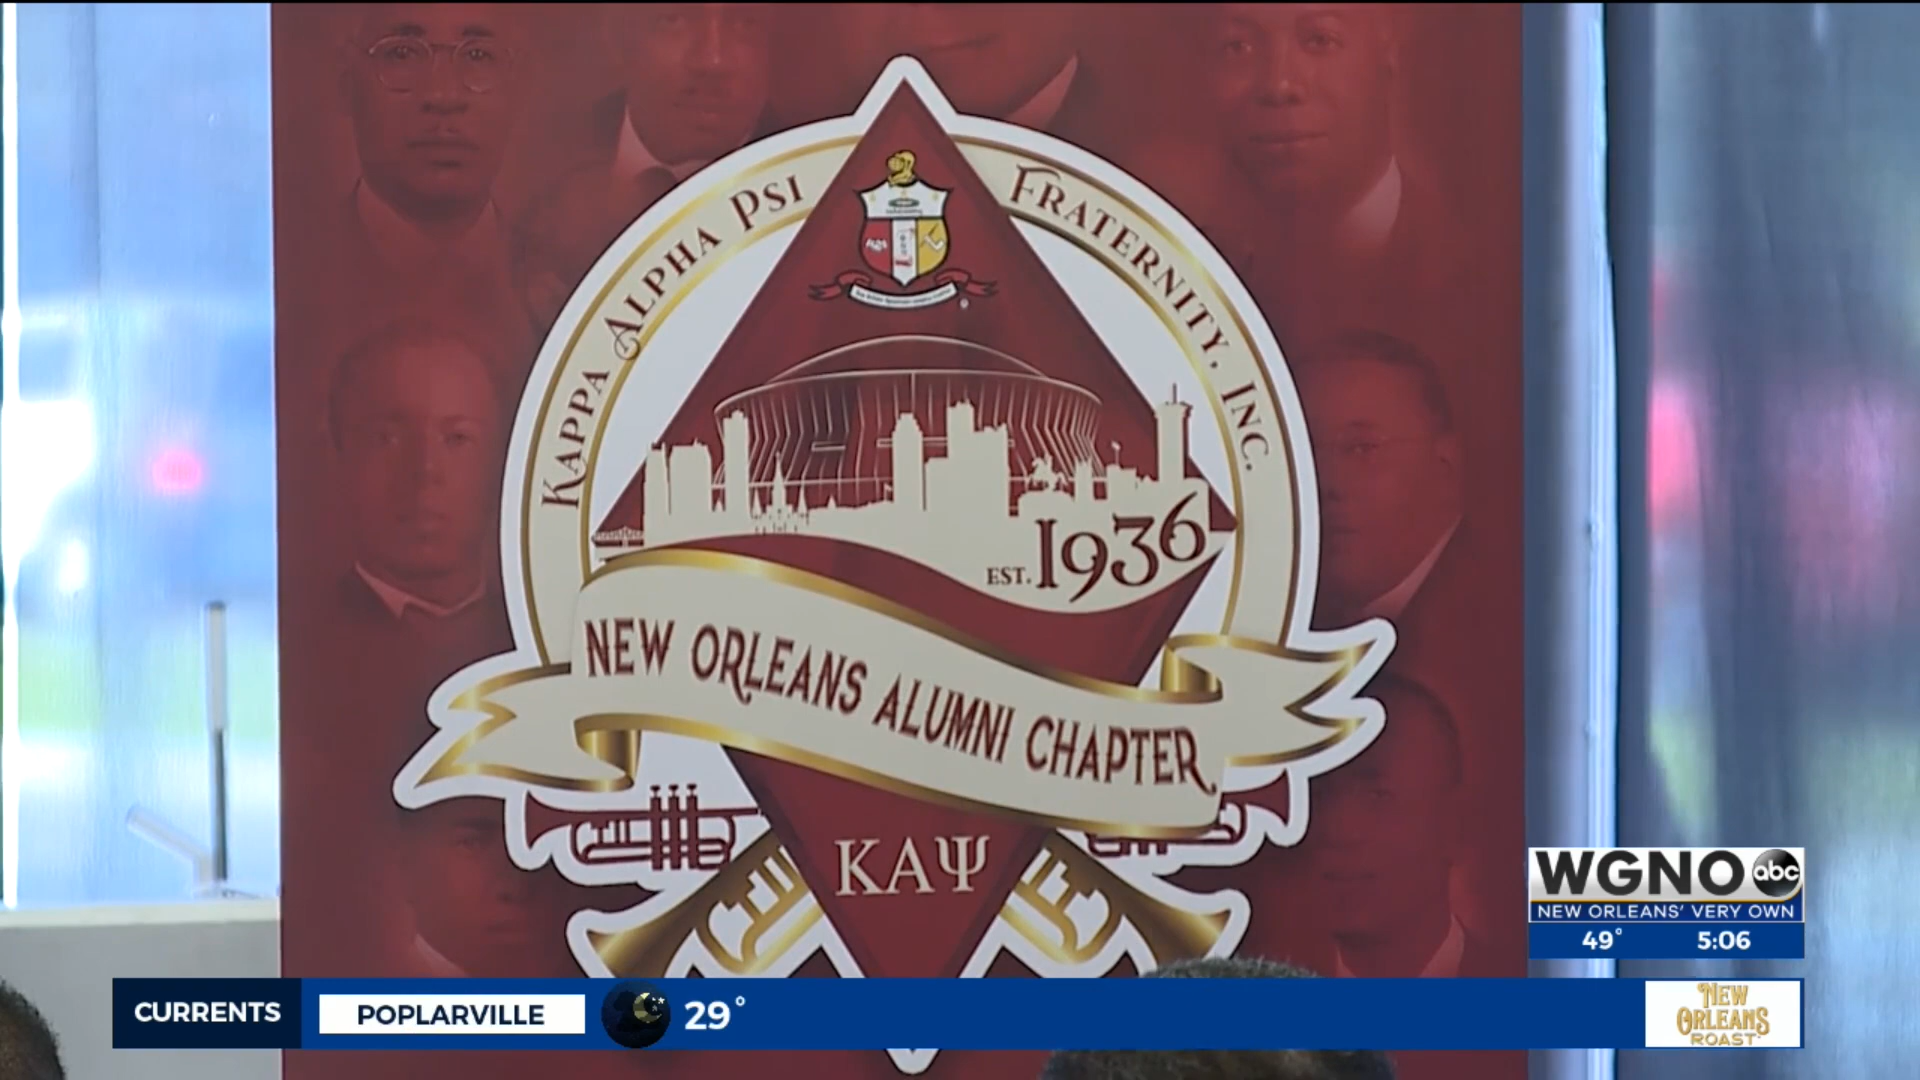 KAPPA ALPHA PSI
FRATERNITY, INC.
EST. 1936
NEW ORLEANS ALUMNI CHAPTER
ΚΑΨ
WGNO abc
NEW ORLEANS' VERY OWN
49° 5:06
CURRENTS POPLARVILLE 29°
NEW
ORLEANS
ROAST